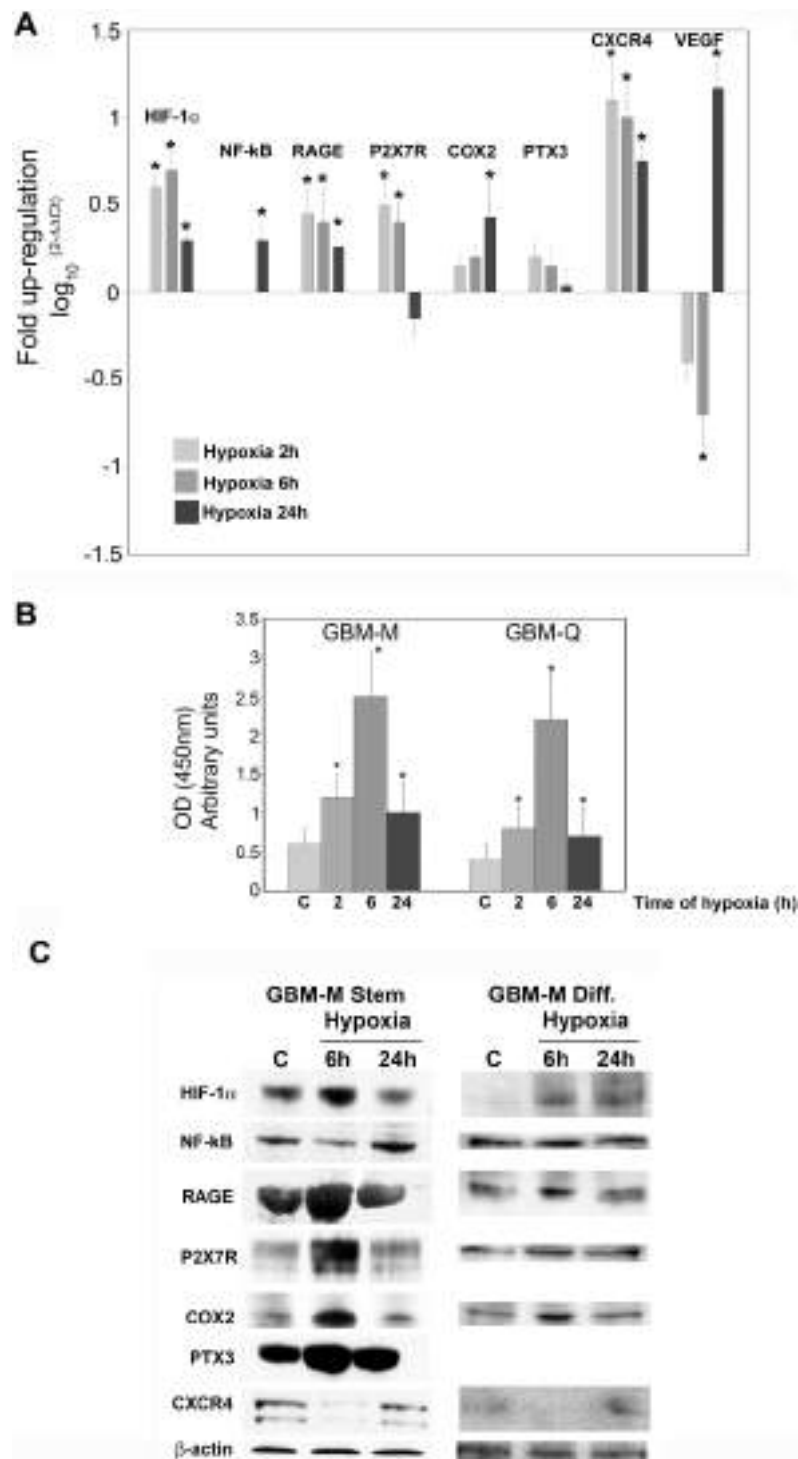 A
1.5
1
0.5
0
-0.5
-1
-1.5
Fold up-regulation
log10 (2-ΔΔCt)
HIF-1α
NF-kB
RAGE
P2X7R
COX2
PTX3
CXCR4
VEGF
* * * * * * * * * * * * * * *
Hypoxia 2h
Hypoxia 6h
Hypoxia 24h
B
3.5
3
2.5
2
1.5
1
0.5
0
OD (450nm)
Arbitrary units
GBM-M
GBM-Q
* * * * * *
C 2 6 24 C 2 6 24 Time of hypoxia (h)
C
GBM-M Stem
Hypoxia
C 6h 24h
GBM-M Diff.
Hypoxia
C 6h 24h
HIF-1α
NF-kB
RAGE
P2X7R
COX2
PTX3
CXCR4
β-actin